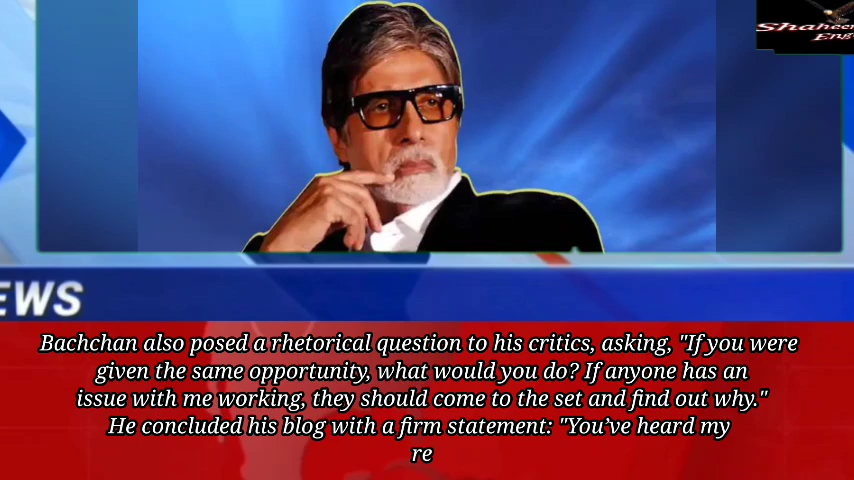 Shaheen
Eng
EWS
Bachchan also posed a rhetorical question to his critics, asking, "If you were
given the same opportunity, what would you do? If anyone has an
issue with me working, they should come to the set and find out why."
He concluded his blog with a firm statement: "You’ve heard my
re